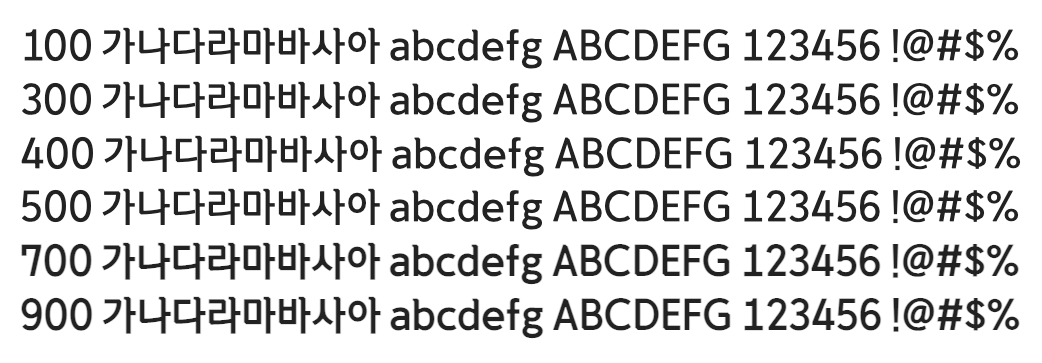 100 가나다라마바사아 abcdefg ABCDEFG 123456 !@#$%
300 가나다라마바사아 abcdefg ABCDEFG 123456 !@#$%
400 가나다라마바사아 abcdefg ABCDEFG 123456 !@#$%
500 가나다라마바사아 abcdefg ABCDEFG 123456 !@#$%
700 가나다라마바사아 abcdefg ABCDEFG 123456 !@#$%
900 가나다라마바사아 abcdefg ABCDEFG 123456 !@#$%